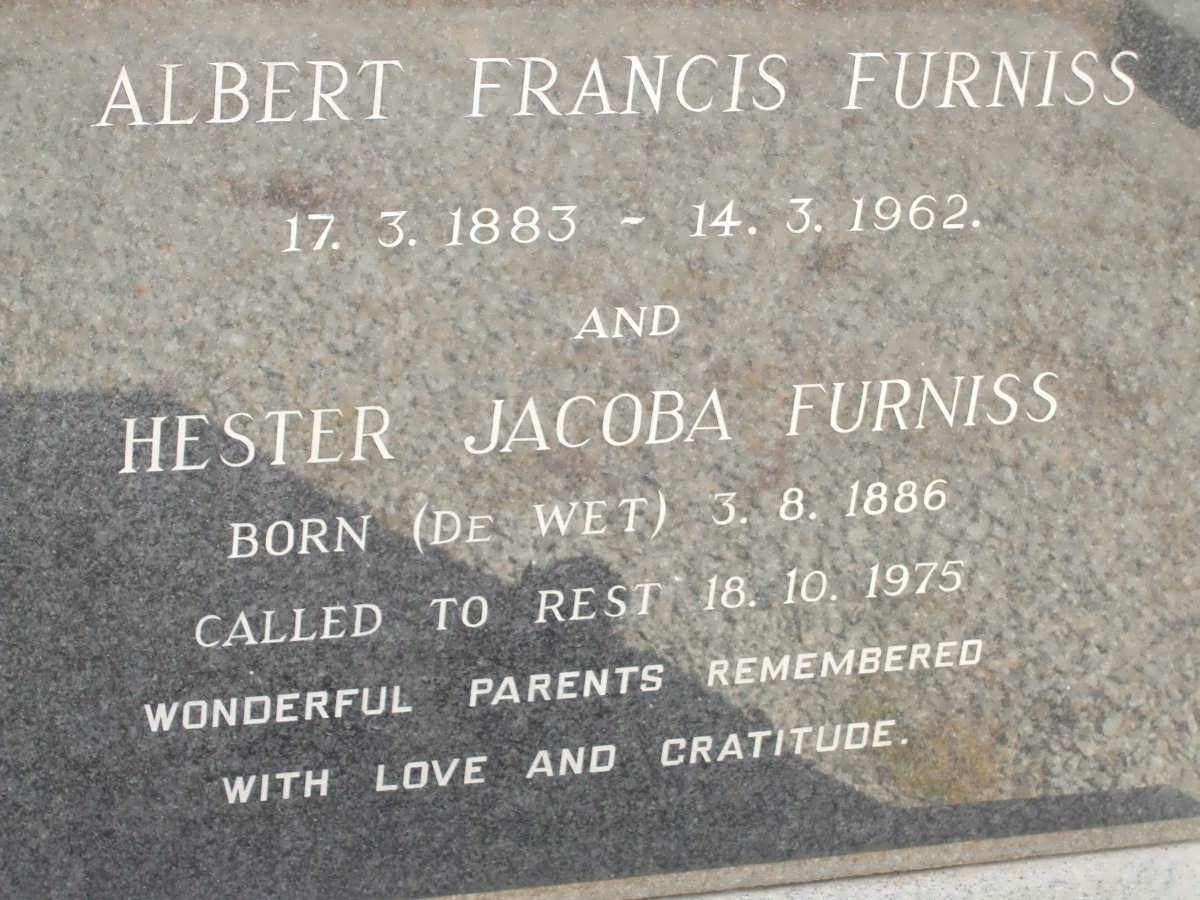 ALBERT FRANCIS FURNISS
17. 3. 1883 ~ 14. 3. 1962.
AND
HESTER JACOBA FURNISS
BORN (DE WET) 3. 8. 1886
CALLED TO REST 18. 10. 1975
WONDERFUL PARENTS REMEMBERED
WITH LOVE AND CRATITUDE.